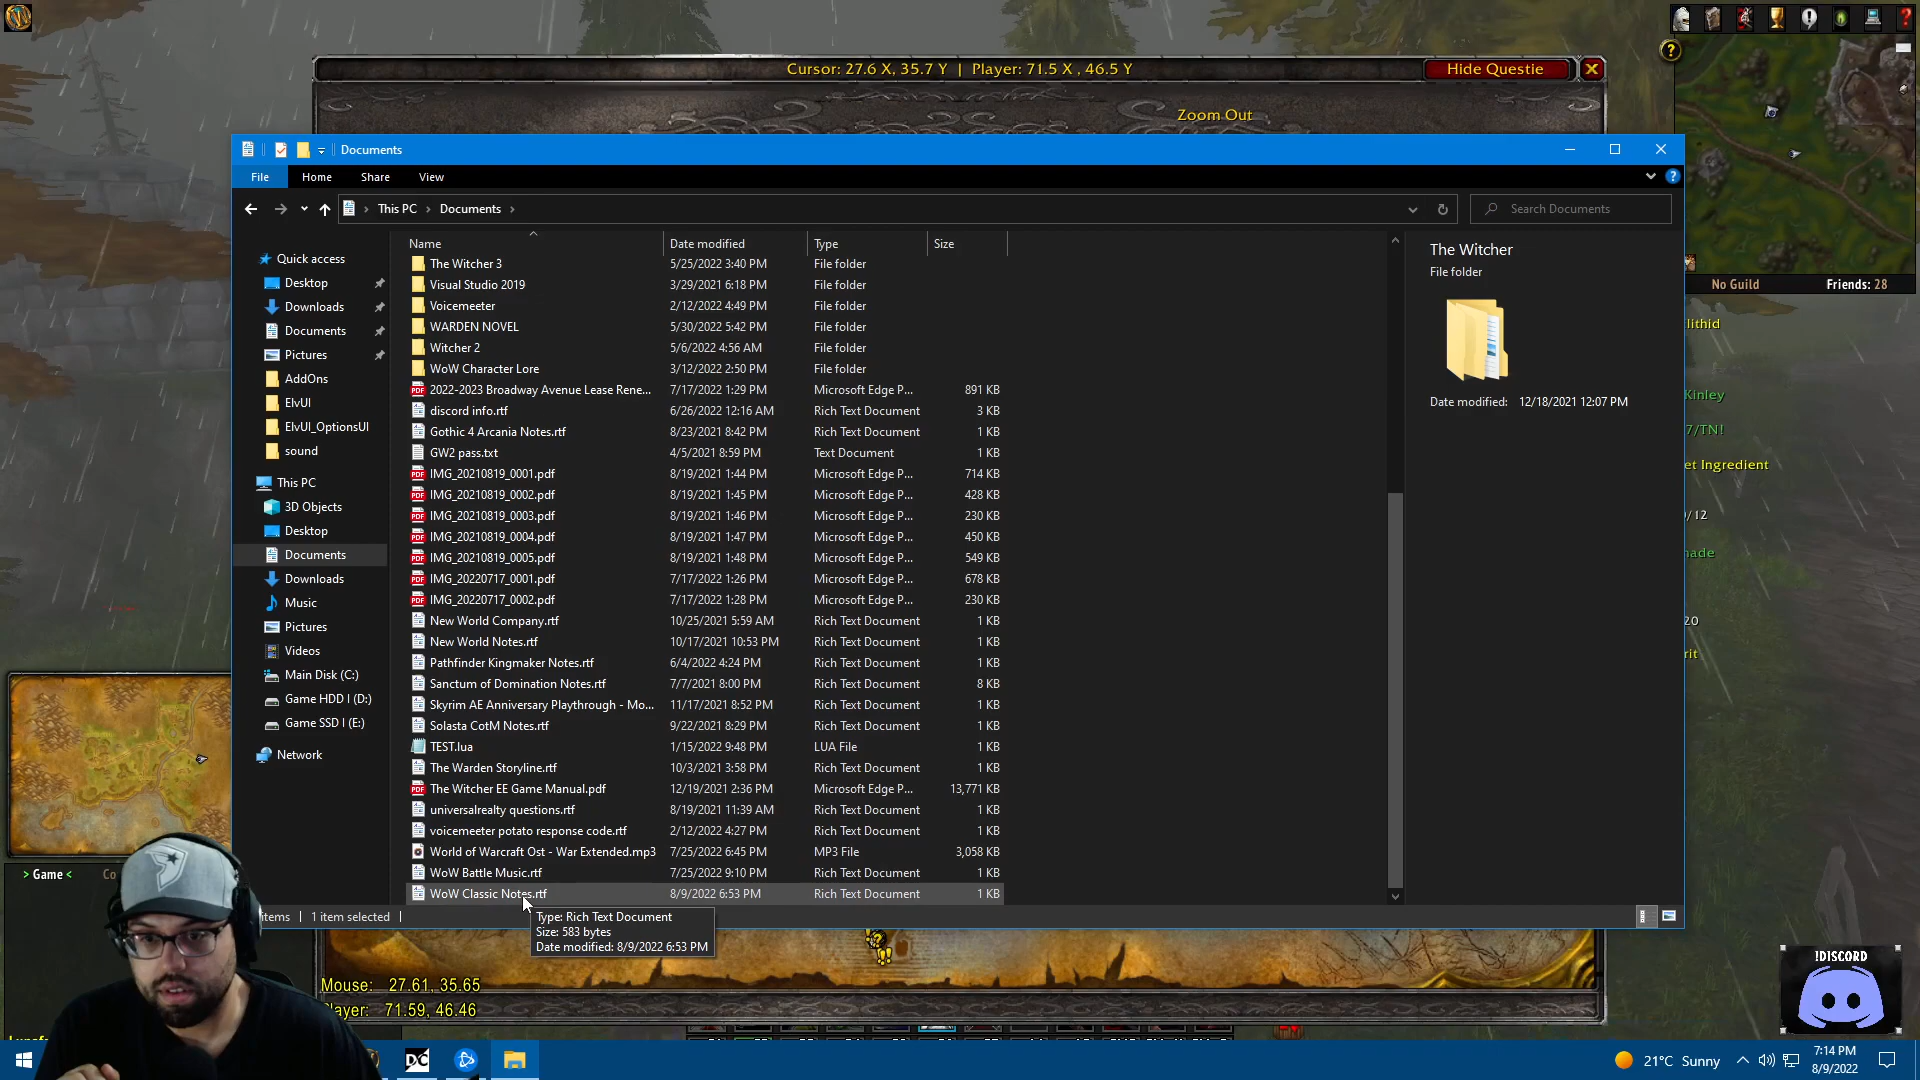 Cursor: 27.6 X, 35.7 Y | Player: 71.5 X , 46.5 Y
Hide Questie
Zoom Out
Documents
File
Home
Share
View
This PC
Documents
Search Documents
Name
Date modified
Type
Size
Quick access
Desktop
Downloads
Documents
Pictures
AddOns
ElvUI
ElvUI_OptionsUI
sound
This PC
3D Objects
Desktop
Documents
Downloads
Music
Pictures
Videos
Main Disk (C:)
Game HDD I (D:)
Game SSD I (E:)
Network
The Witcher 3 5/25/2022 3:40 PM File folder
Visual Studio 2019 3/29/2021 6:18 PM File folder
Voicemeeter 2/12/2022 4:49 PM File folder
WARDEN NOVEL 5/30/2022 5:42 PM File folder
Witcher 2 5/6/2022 4:56 AM File folder
WoW Character Lore 3/12/2022 2:50 PM File folder
2022-2023 Broadway Avenue Lease Rene... 7/17/2022 1:29 PM Microsoft Edge P... 891 KB
discord info.rtf 6/26/2022 12:16 AM Rich Text Document 3 KB
Gothic 4 Arcania Notes.rtf 8/23/2021 8:42 PM Rich Text Document 1 KB
GW2 pass.txt 4/5/2021 8:59 PM Text Document 1 KB
IMG_20210819_0001.pdf 8/19/2021 1:44 PM Microsoft Edge P... 714 KB
IMG_20210819_0002.pdf 8/19/2021 1:45 PM Microsoft Edge P... 428 KB
IMG_20210819_0003.pdf 8/19/2021 1:46 PM Microsoft Edge P... 230 KB
IMG_20210819_0004.pdf 8/19/2021 1:47 PM Microsoft Edge P... 450 KB
IMG_20210819_0005.pdf 8/19/2021 1:48 PM Microsoft Edge P... 549 KB
IMG_20220717_0001.pdf 7/17/2022 1:26 PM Microsoft Edge P... 678 KB
IMG_20220717_0002.pdf 7/17/2022 1:28 PM Microsoft Edge P... 230 KB
New World Company.rtf 10/25/2021 5:59 AM Rich Text Document 1 KB
New World Notes.rtf 10/17/2021 10:53 PM Rich Text Document 1 KB
Pathfinder Kingmaker Notes.rtf 6/4/2022 4:24 PM Rich Text Document 1 KB
Sanctum of Domination Notes.rtf 7/7/2021 8:00 PM Rich Text Document 8 KB
Skyrim AE Anniversary Playthrough - Mo... 11/17/2021 8:52 PM Rich Text Document 1 KB
Solasta CotM Notes.rtf 9/22/2021 8:29 PM Rich Text Document 1 KB
TEST.lua 1/15/2022 9:48 PM LUA File 1 KB
The Warden Storyline.rtf 10/3/2021 3:58 PM Rich Text Document 1 KB
The Witcher EE Game Manual.pdf 12/19/2021 2:36 PM Microsoft Edge P... 13,771 KB
universalrealty questions.rtf 8/19/2021 11:39 AM Rich Text Document 1 KB
voicemeeter potato response code.rtf 2/12/2022 4:27 PM Rich Text Document 1 KB
World of Warcraft Ost - War Extended.mp3 7/25/2022 6:45 PM MP3 File 3,058 KB
WoW Battle Music.rtf 7/25/2022 9:10 PM Rich Text Document 1 KB
WoW Classic Notes.rtf 8/9/2022 6:53 PM Rich Text Document 1 KB
items
1 item selected
Type: Rich Text Document
Size: 583 bytes
Date modified: 8/9/2022 6:53 PM
The Witcher
File folder
Date modified: 12/18/2021 12:07 PM
No Guild
Friends: 28
lithid
Kinley
7/TN!
et Ingredient
/12
nade
20
rit
> Game <
Co
Mouse: 27.61, 35.65
layer: 71.59, 46.46
!DISCORD
DC
21°C Sunny
7:14 PM
8/9/2022